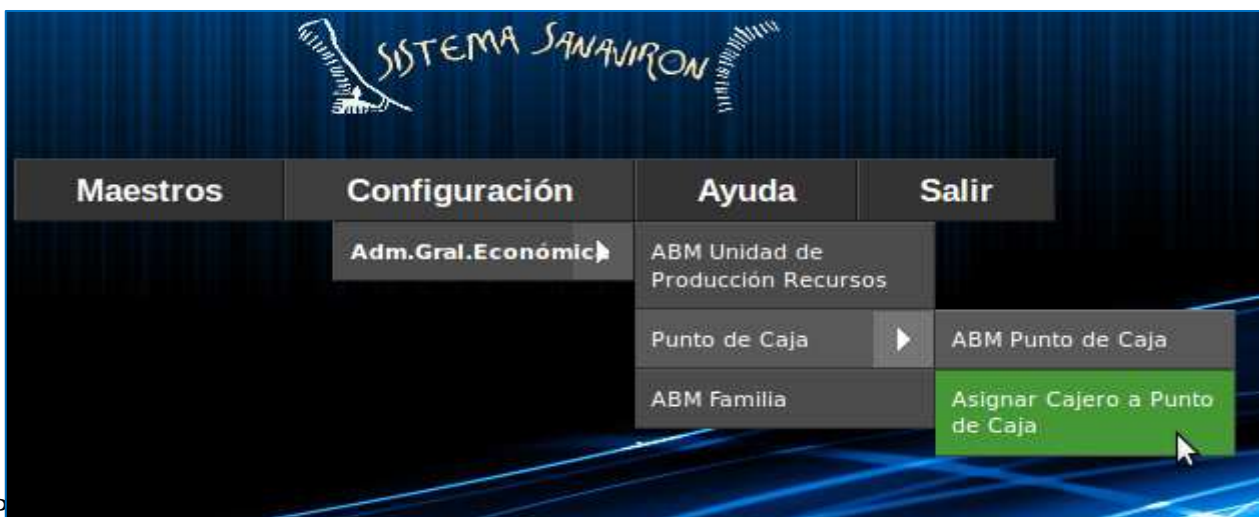 SISTEMA SANAVIRON
Maestros Configuración Ayuda Salir
Adm.Gral.Económica
ABM Unidad de
Producción Recursos
Punto de Caja
ABM Punto de Caja
ABM Familia
Asignar Cajero a Punto
de Caja